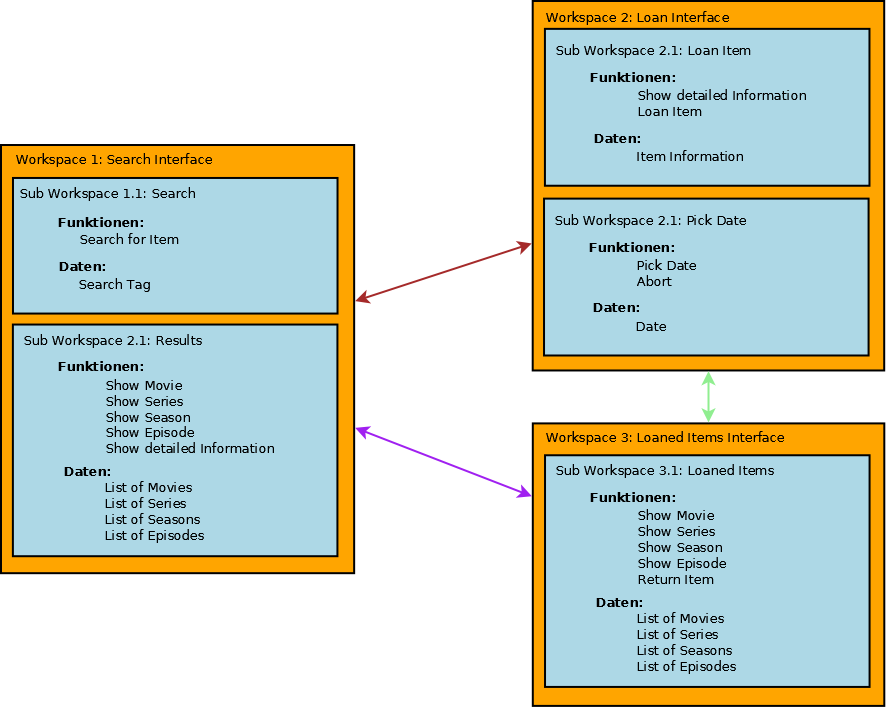 Workspace 1: Search Interface
Sub Workspace 1.1: Search
Funktionen:
Search for Item
Daten:
Search Tag
Sub Workspace 2.1: Results
Funktionen:
Show Movie
Show Series
Show Season
Show Episode
Show detailed Information
Daten:
List of Movies
List of Series
List of Seasons
List of Episodes
Workspace 2: Loan Interface
Sub Workspace 2.1: Loan Item
Funktionen:
Show detailed Information
Loan Item
Daten:
Item Information
Sub Workspace 2.1: Pick Date
Funktionen:
Pick Date
Abort
Daten:
Date
Workspace 3: Loaned Items Interface
Sub Workspace 3.1: Loaned Items
Funktionen:
Show Movie
Show Series
Show Season
Show Episode
Return Item
Daten:
List of Movies
List of Series
List of Seasons
List of Episodes